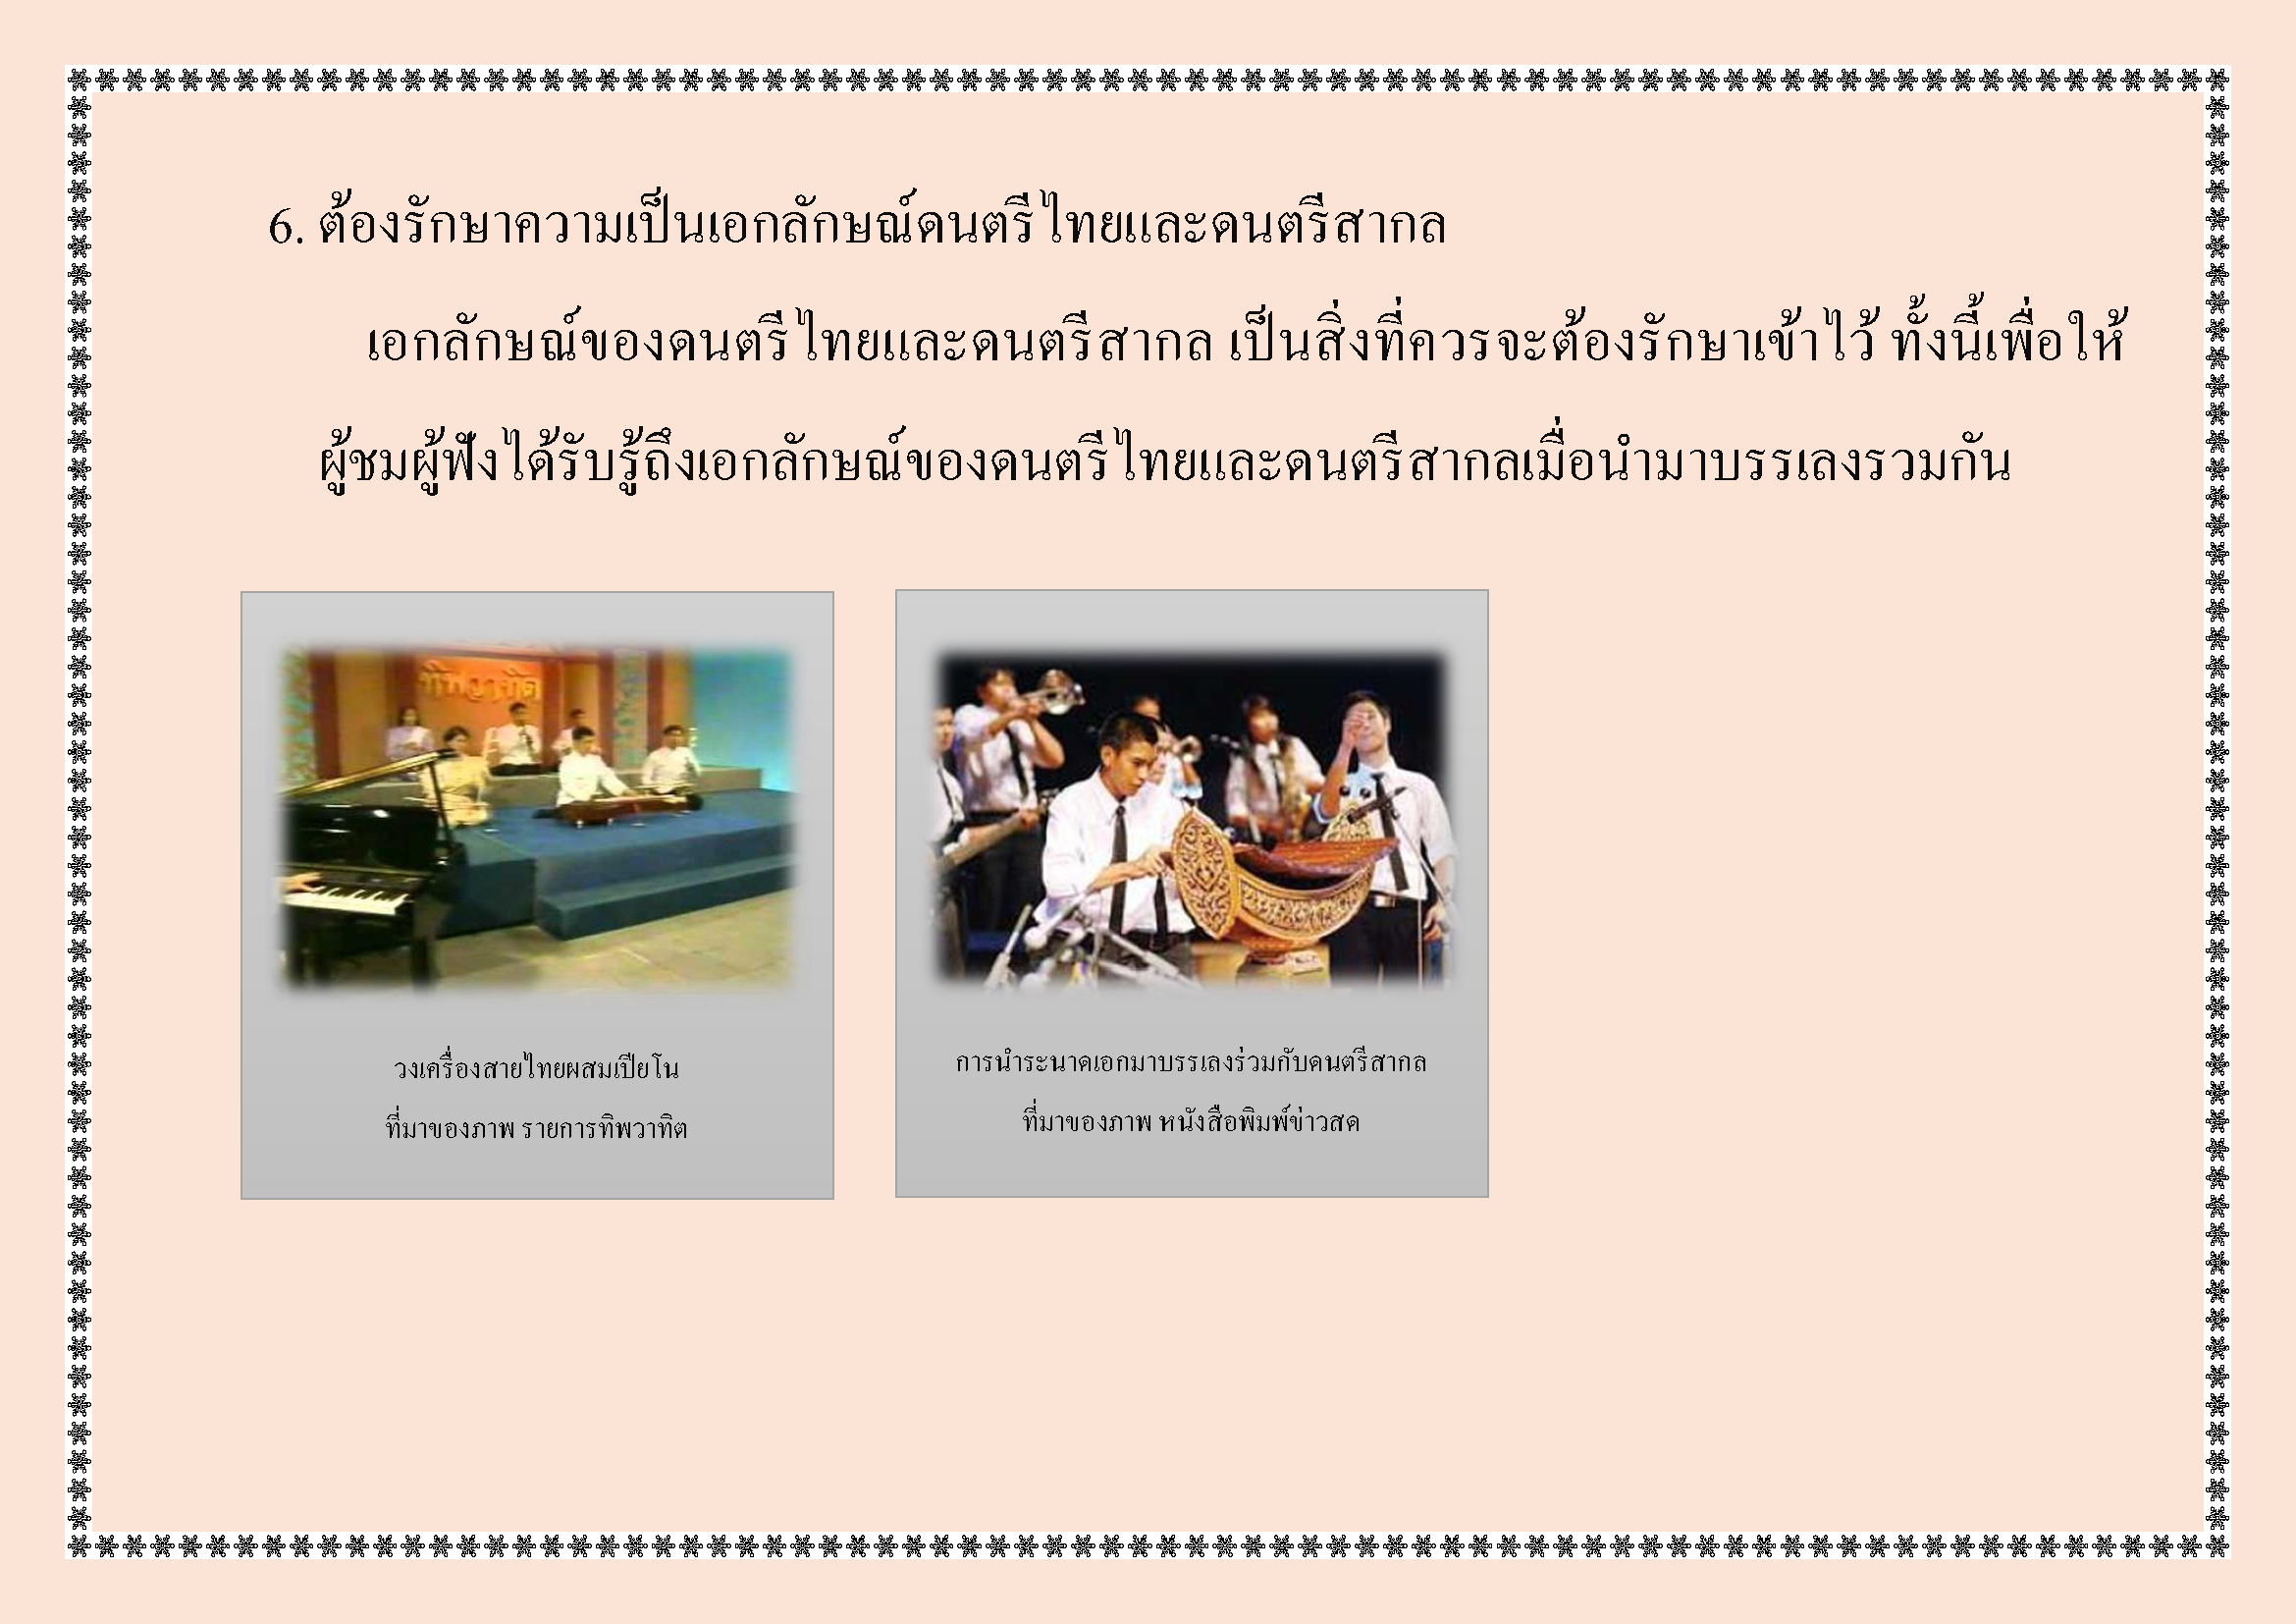 6. ต้องรักษาความเป็นเอกลักษณ์ดนตรีไทยและดนตรีสากล
เอกลักษณ์ของดนตรีไทยและดนตรีสากล เป็นสิ่งที่ควรจะต้องรักษาเข้าไว้ ทั้งนี้เพื่อให้
ผู้ชมผู้ฟังได้รับรู้ถึงเอกลักษณ์ของดนตรีไทยและดนตรีสากลเมื่อนำมาบรรเลงรวมกัน
วงเครื่องสายไทยผสมเปียโน
ที่มาของภาพ รายการทิพวาทิต
การนำระนาดเอกมาบรรเลงร่วมกับดนตรีสากล
ที่มาของภาพ หนังสือพิมพ์ข่าวสด